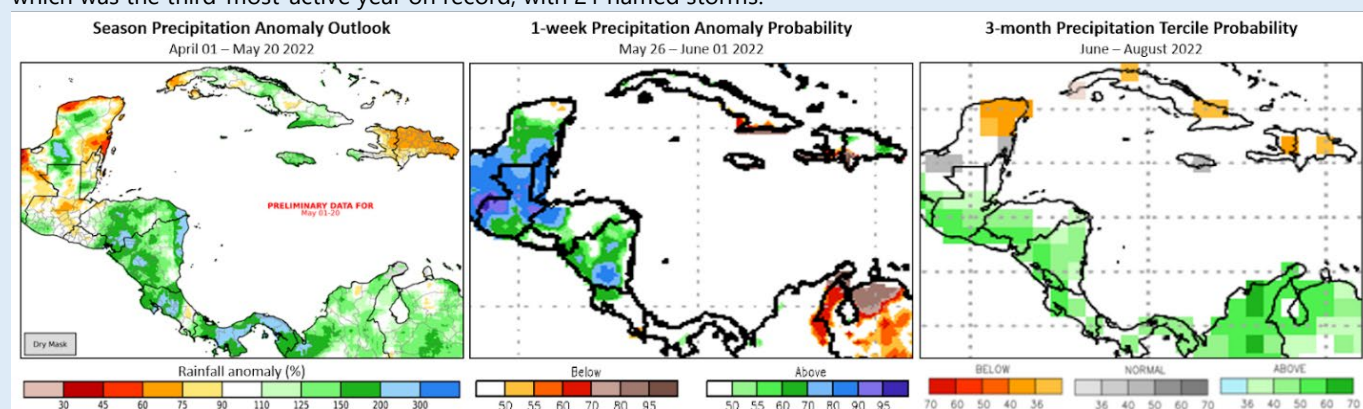 which was the third-most-active year on record, with 21 named storms.
Season Precipitation Anomaly Outlook
April 01 – May 20 2022
1-week Precipitation Anomaly Probability
May 26 – June 01 2022
3-month Precipitation Tercile Probability
June – August 2022
PRELIMINARY DATA FOR
May 01-20
Dry Mask
Rainfall anomaly (%)
30 45 60 75 90 110 125 150 200 300
Below
50 55 60 70 80 95
Above
50 55 60 70 80 90 95
BELOW
70 60 50 40 36
NORMAL
36 40 50 60 70
ABOVE
36 40 50 60 70